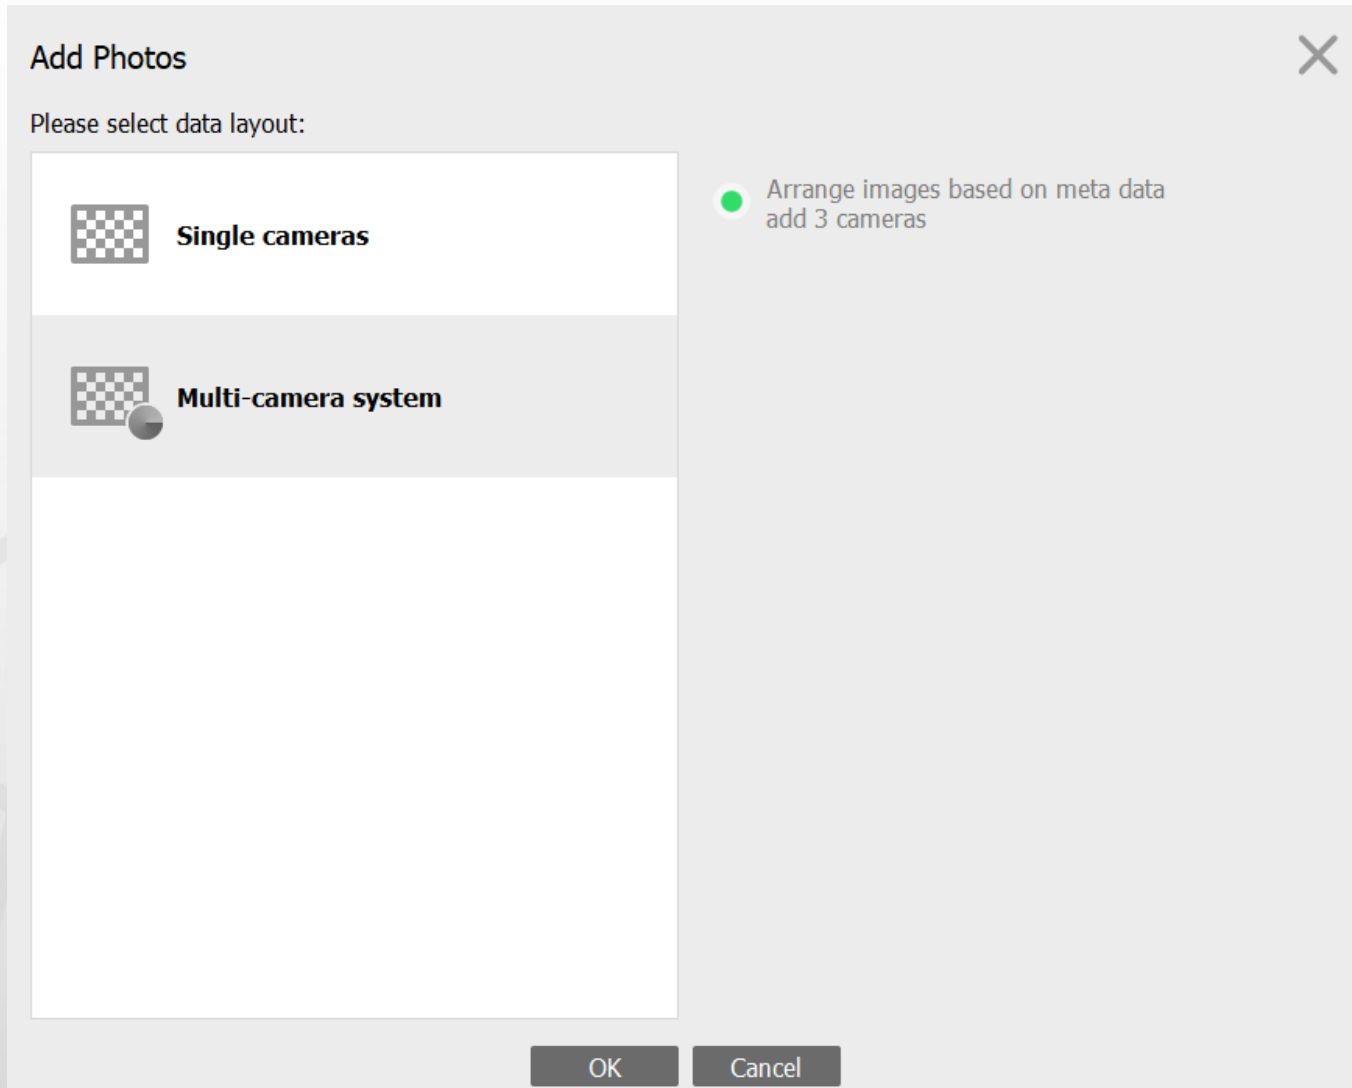 Add Photos
Please select data layout:
Single cameras
Multi-camera system
Arrange images based on meta data
add 3 cameras
OK
Cancel